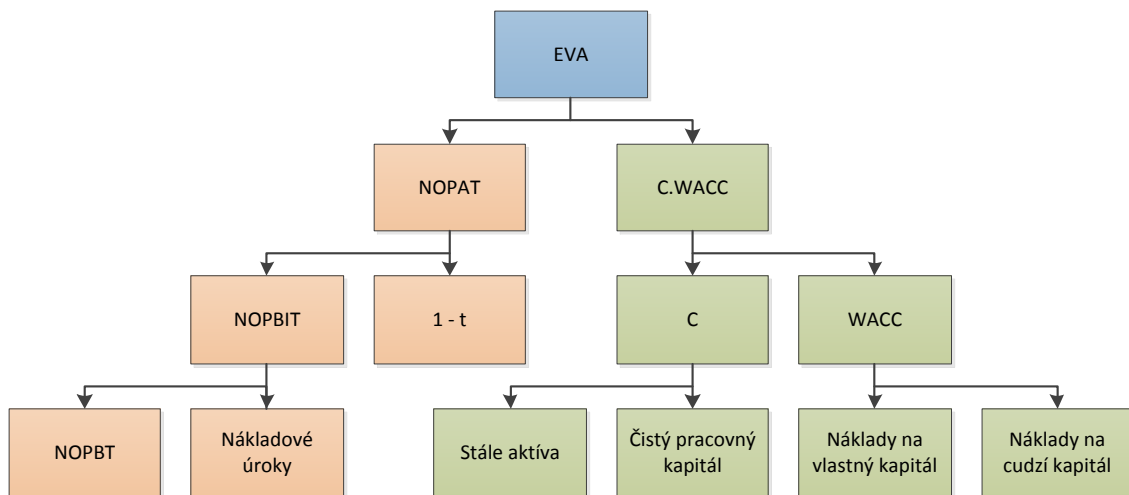 EVA
NOPAT
C.WACC
NOPBIT
1 - t
C
WACC
NOPBT
Nákladové
úroky
Stále aktíva
Čistý pracovný
kapitál
Náklady na
vlastný kapitál
Náklady na
cudzí kapitál